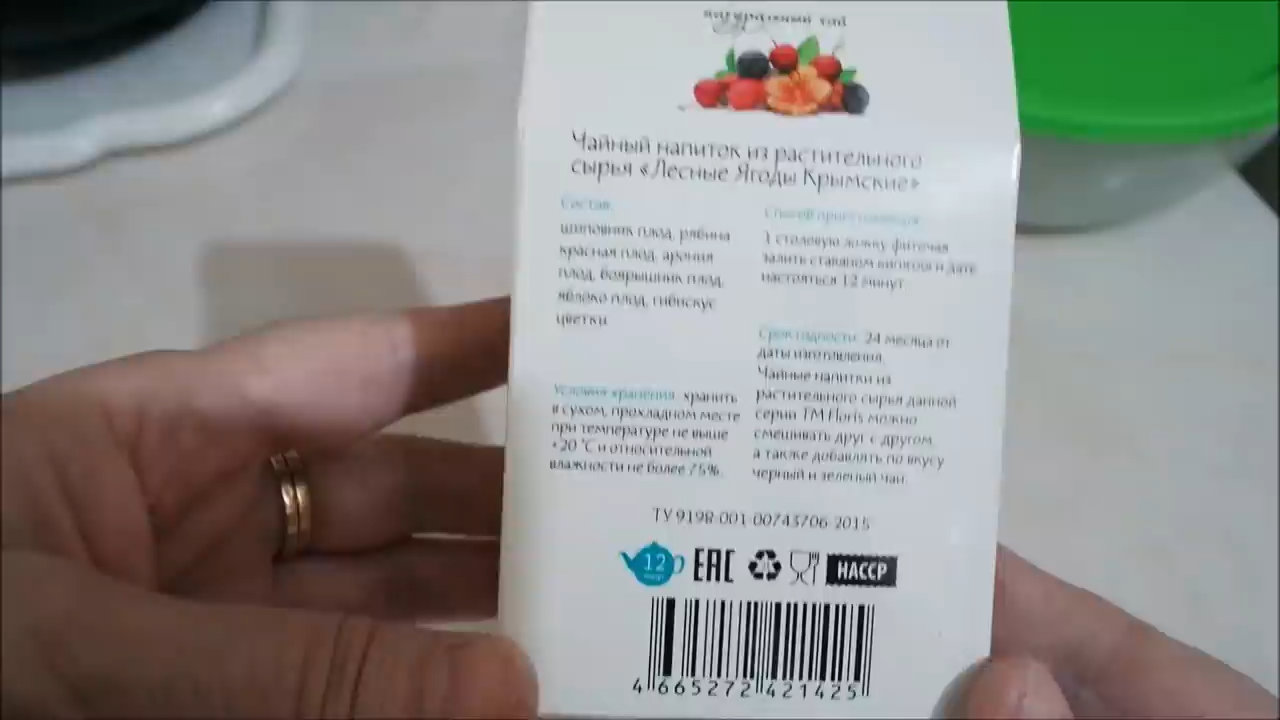 натуральный чай
Чайный напиток из растительного
сырья «Лесные Ягоды Крымские»
Состав:
шиповник плод, рябина
красная плод, арония
плод, боярышник плод,
яблоко плод, гибискус
цветки
Способ приготовления:
1 столовую ложку фиточая
залить стаканом кипятка и дать
настояться 12 минут
Условия хранения: хранить
в сухом, прохладном месте
при температуре не выше
+20 °С и относительной
влажности не более 75%.
Срок годности: 24 месяца от
даты изготовления.
Чайные напитки из
растительного сырья данной
серии ТМ Floris можно
смешивать друг с другом,
а также добавлять по вкусу
черный и зеленый чай.
ТУ 9198-001-00743706-2015
12
минут
ЕАС
HACCP
4 665272 421425